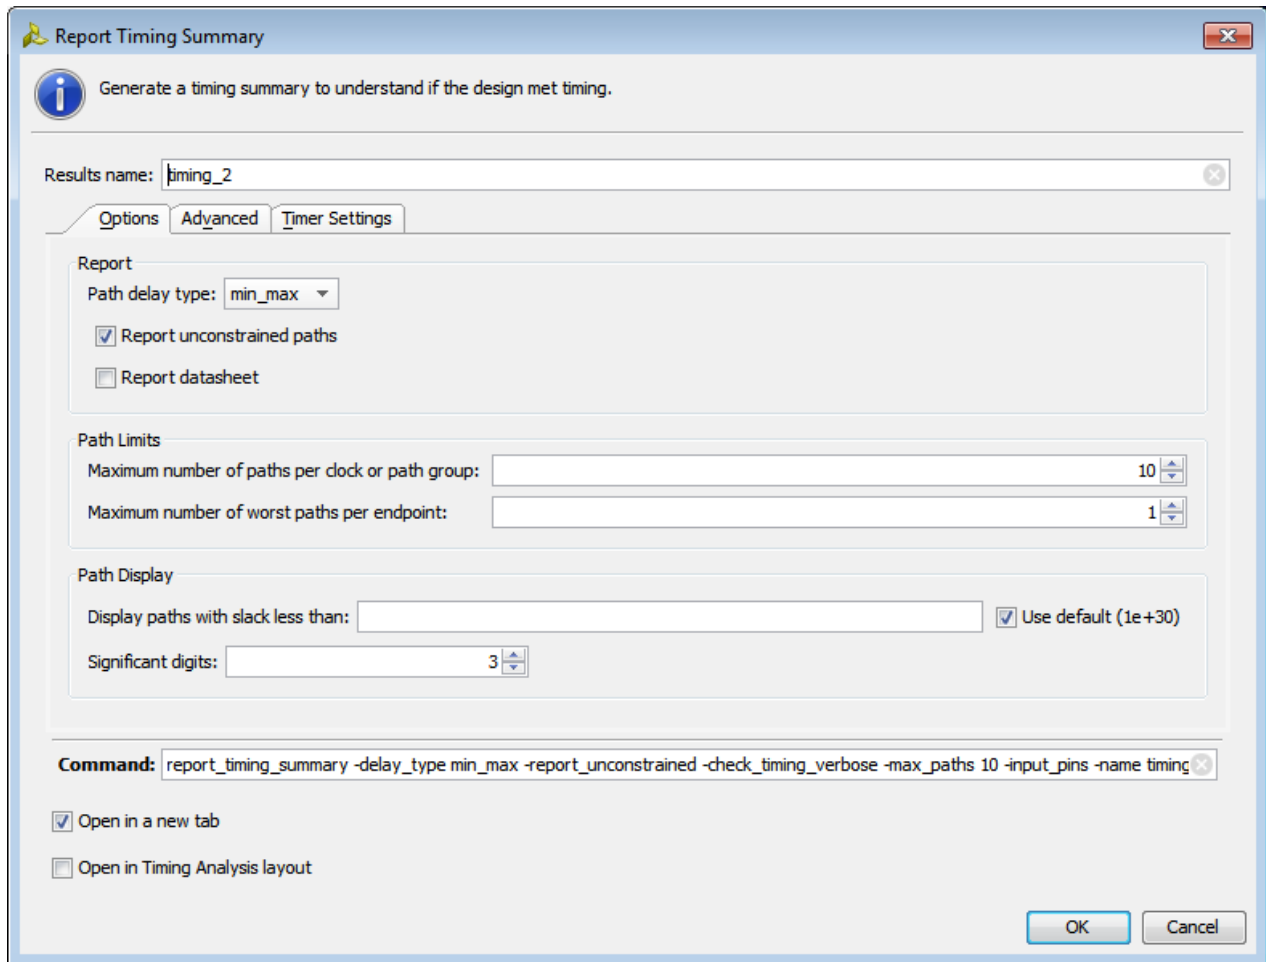 Report Timing Summary
Generate a timing summary to understand if the design met timing.
Results name: timing_2
Options Advanced Timer Settings
Report
Path delay type: min_max
Report unconstrained paths
Report datasheet
Path Limits
Maximum number of paths per clock or path group: 10
Maximum number of worst paths per endpoint: 1
Path Display
Display paths with slack less than: Use default (1e+30)
Significant digits: 3
Command: report_timing_summary -delay_type min_max -report_unconstrained -check_timing_verbose -max_paths 10 -input_pins -name timing
Open in a new tab
Open in Timing Analysis layout
OK Cancel